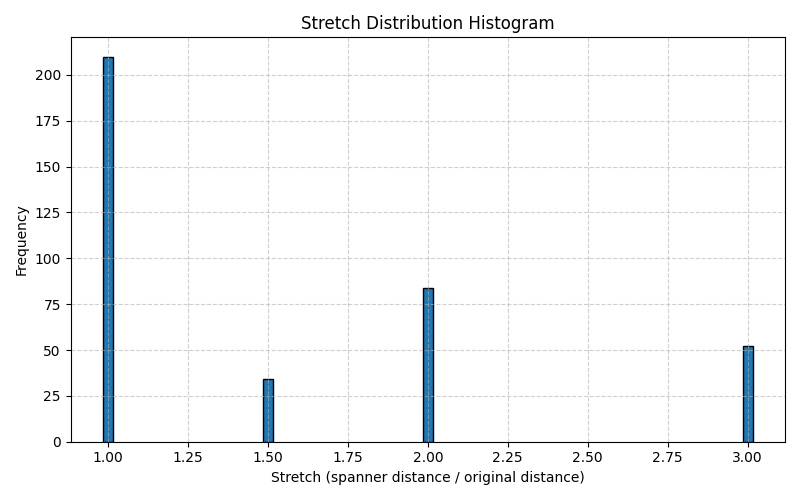 Stretch Distribution Histogram
Frequency
200
175
150
125
100
75
50
25
0
1.00 1.25 1.50 1.75 2.00 2.25 2.50 2.75 3.00
Stretch (spanner distance / original distance)